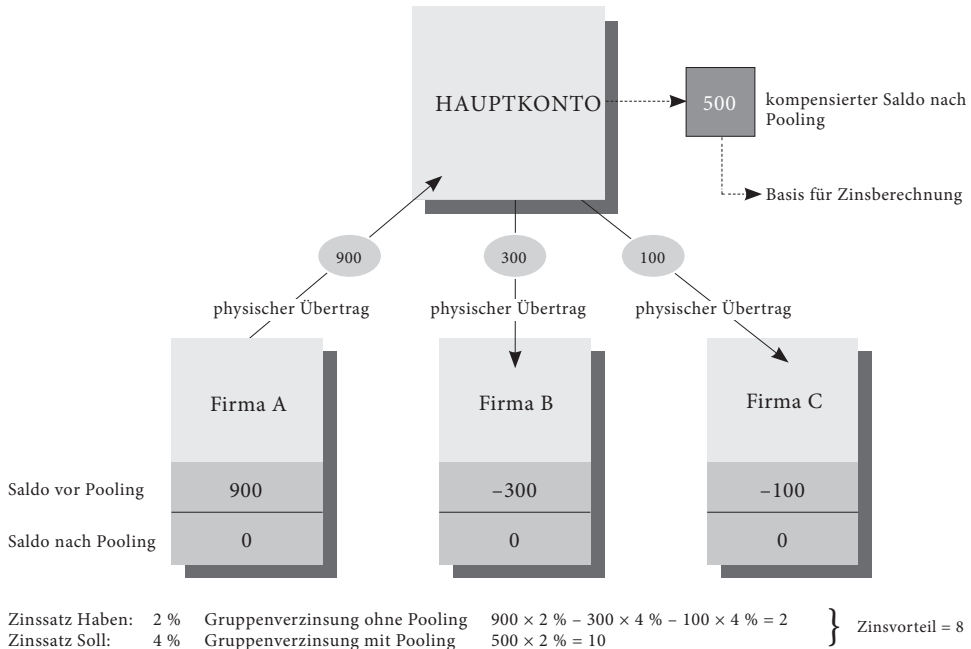 HAUPTKONTO
500
kompensierter Saldo nach
Pooling
Basis für Zinsberechnung
900
300
100
physischer Übertrag
physischer Übertrag
physischer Übertrag
Firma A
Firma B
Firma C
Saldo vor Pooling 900 –300 –100
Saldo nach Pooling 0 0 0
Zinssatz Haben: 2 % Gruppenverzinsung ohne Pooling 900 × 2 % – 300 × 4 % – 100 × 4 % = 2
Zinssatz Soll: 4 % Gruppenverzinsung mit Pooling 500 × 2 % = 10
} Zinsvorteil = 8